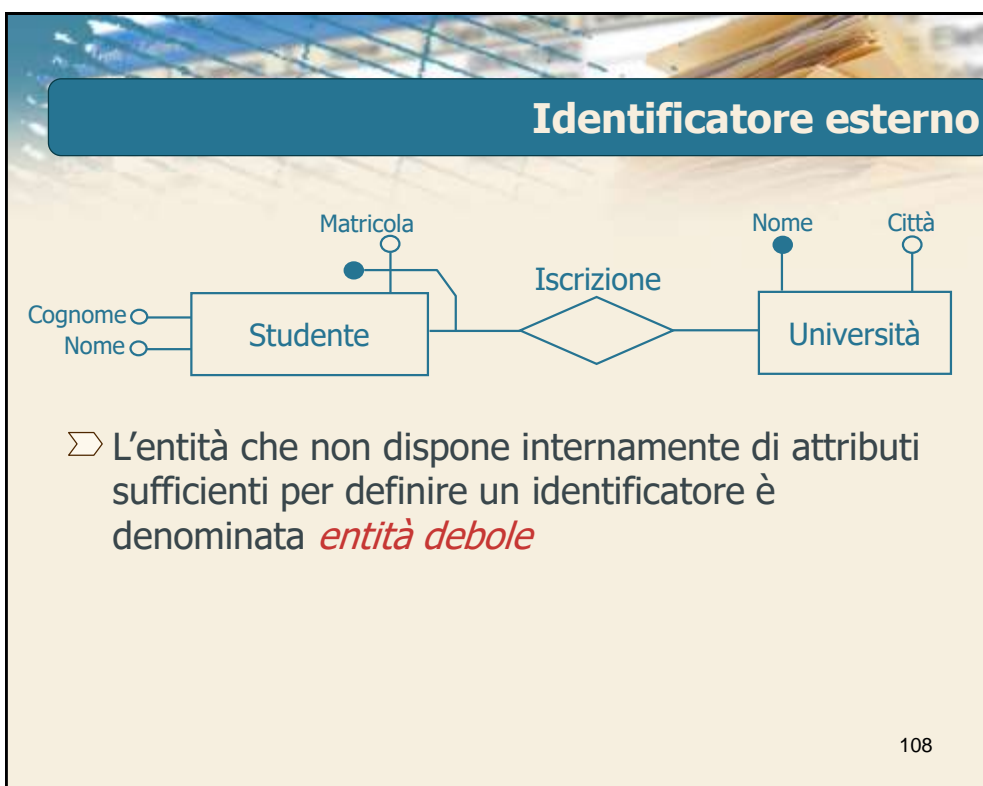 Identificatore esterno
Matricola
Nome
Città
Iscrizione
Cognome
Nome
Studente
Università
L'entità che non dispone internamente di attributi
sufficienti per definire un identificatore è
denominata entità debole
108